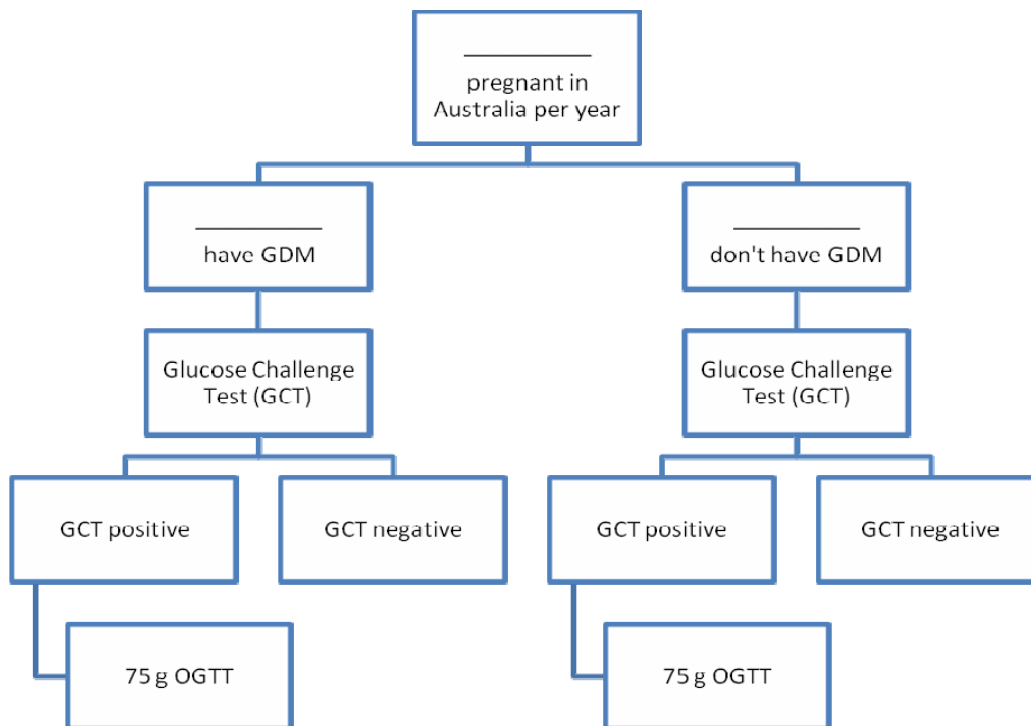 pregnant in
Australia per year
have GDM
don't have GDM
Glucose Challenge
Test (GCT)
Glucose Challenge
Test (GCT)
GCT positive
GCT negative
GCT positive
GCT negative
75 g OGTT
75 g OGTT